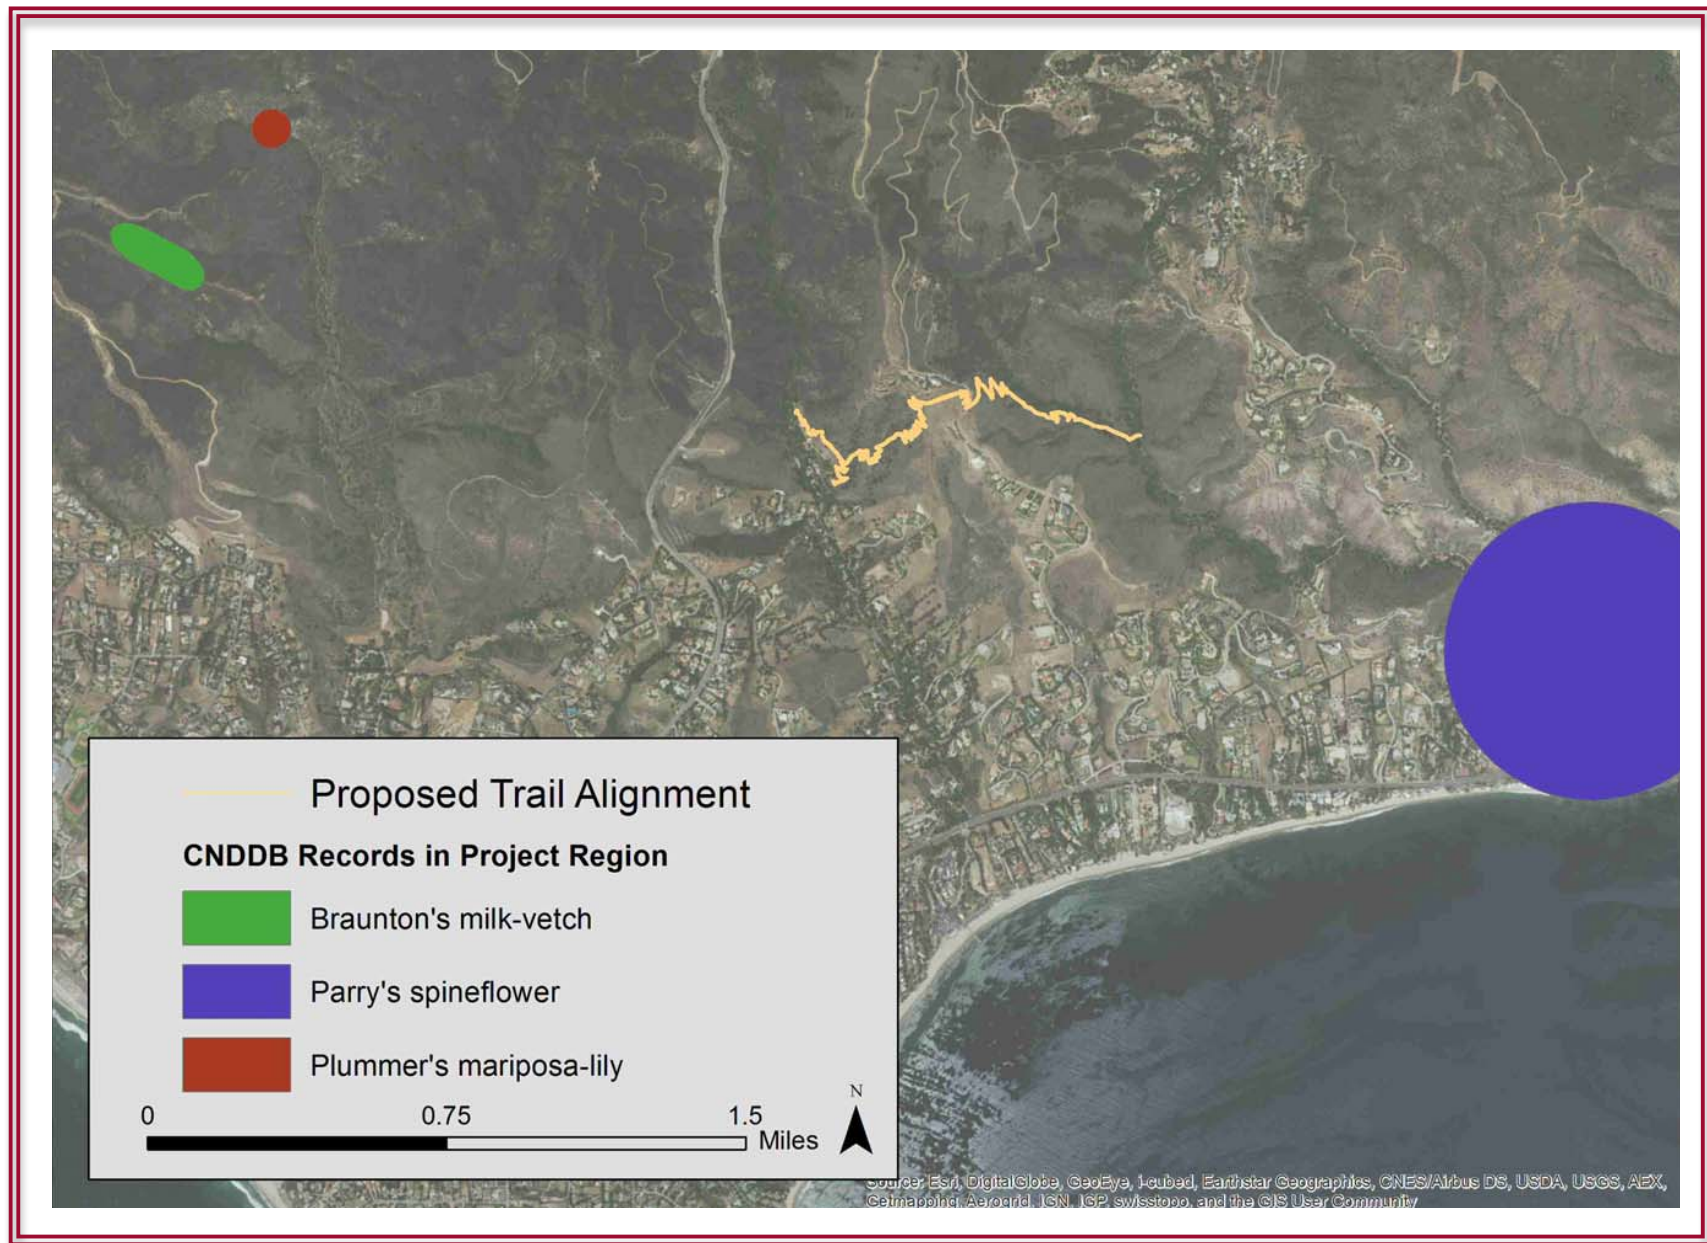 Proposed Trail Alignment
CNDDB Records in Project Region
Braunton's milk-vetch
Parry's spineflower
Plummer's mariposa-lily
0 0.75 1.5
Miles
N
Source: Esri, DigitalGlobe, GeoEye, i-cubed, Earthstar Geographics, CNES/Airbus DS, USDA, USGS, AEX,
Getmapping, Aerogrid, IGN, IGP, swisstopo, and the GIS User Community